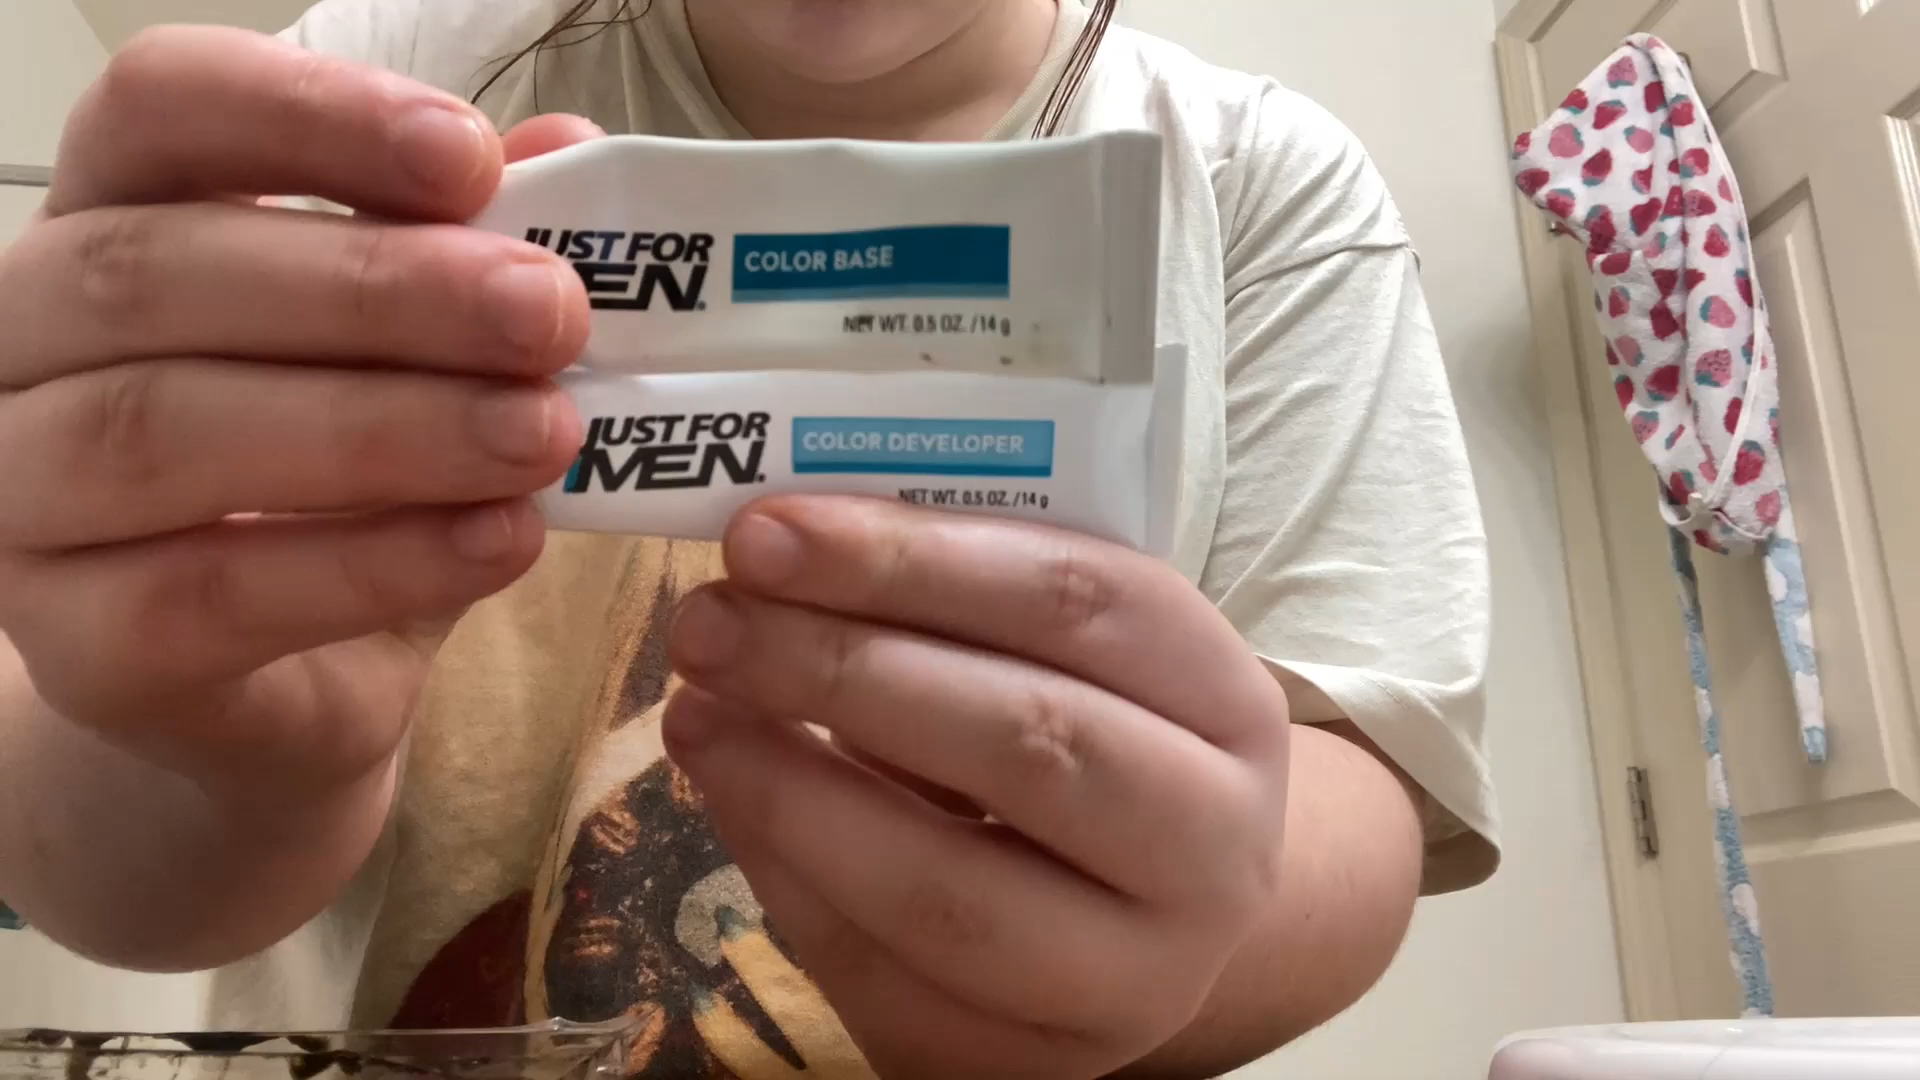 JUST FOR
MEN.
COLOR BASE
NET WT. 0.5 OZ. / 14 g
JUST FOR
MEN.
COLOR DEVELOPER
NET WT. 0.5 OZ. / 14 g